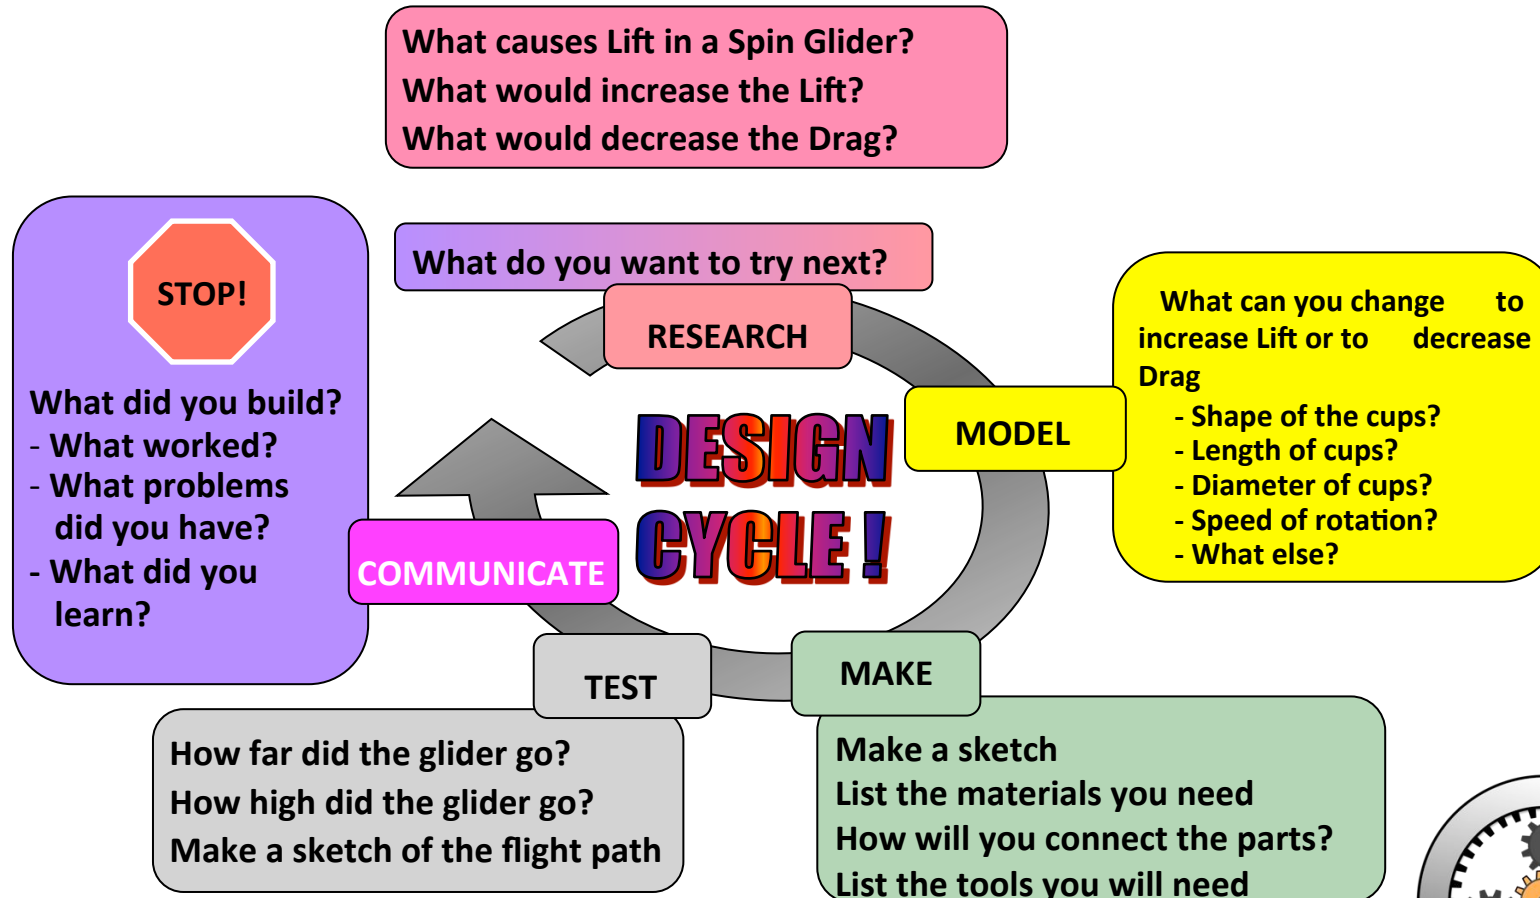 What causes Lift in a Spin Glider?
What would increase the Lift?
What would decrease the Drag?
What do you want to try next?
RESEARCH
MODEL
What can you change to
increase Lift or to decrease
Drag
- Shape of the cups?
- Length of cups?
- Diameter of cups?
- Speed of rotation?
- What else?
DESIGN
CYCLE !
MAKE
Make a sketch
List the materials you need
How will you connect the parts?
List the tools you will need
TEST
How far did the glider go?
How high did the glider go?
Make a sketch of the flight path
COMMUNICATE
STOP!
What did you build?
- What worked?
- What problems
did you have?
- What did you
learn?